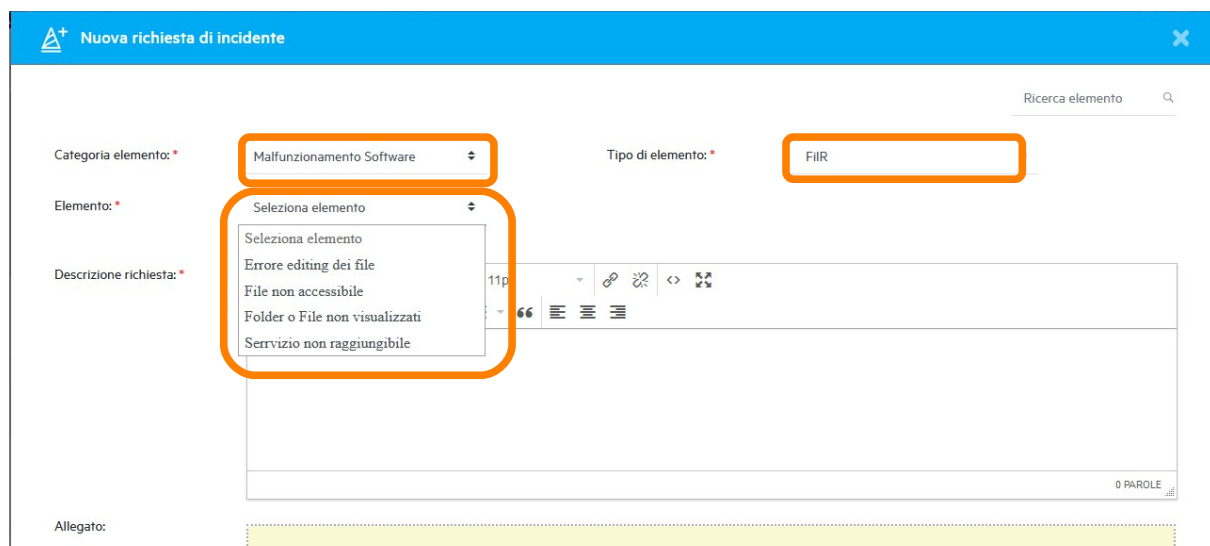 Nuova richiesta di incidente
Ricerca elemento
Categoria elemento: * Malfunzionamento Software Tipo di elemento: * FilR
Elemento: * Seleziona elemento
Seleziona elemento
Errore editing dei file
File non accessibile
Folder o File non visualizzati
Serrvizio non raggiungibile
Descrizione richiesta: * 11p
0 PAROLE
Allegato: